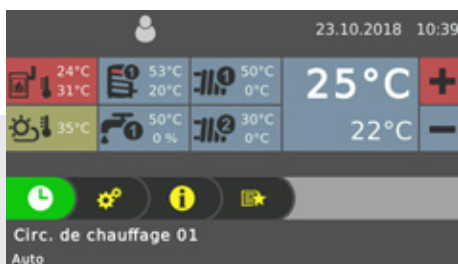 23.10.2018 10:39
24°C 53°C 50°C 25°C +
31°C 20°C 0°C
35°C 50°C 30°C 22°C −
0 % 0°C
Circ. de chauffage 01
Auto